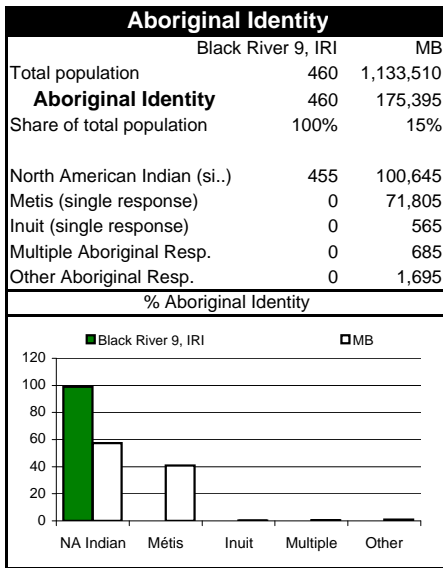 Aboriginal Identity
Black River 9, IRI MB
Total population 460 1,133,510
Aboriginal Identity 460 175,395
Share of total population 100% 15%
North American Indian (si..) 455 100,645
Metis (single response) 0 71,805
Inuit (single response) 0 565
Multiple Aboriginal Resp. 0 685
Other Aboriginal Resp. 0 1,695
% Aboriginal Identity
Black River 9, IRI MB
120
100
80
60
40
20
0
NA Indian Métis Inuit Multiple Other